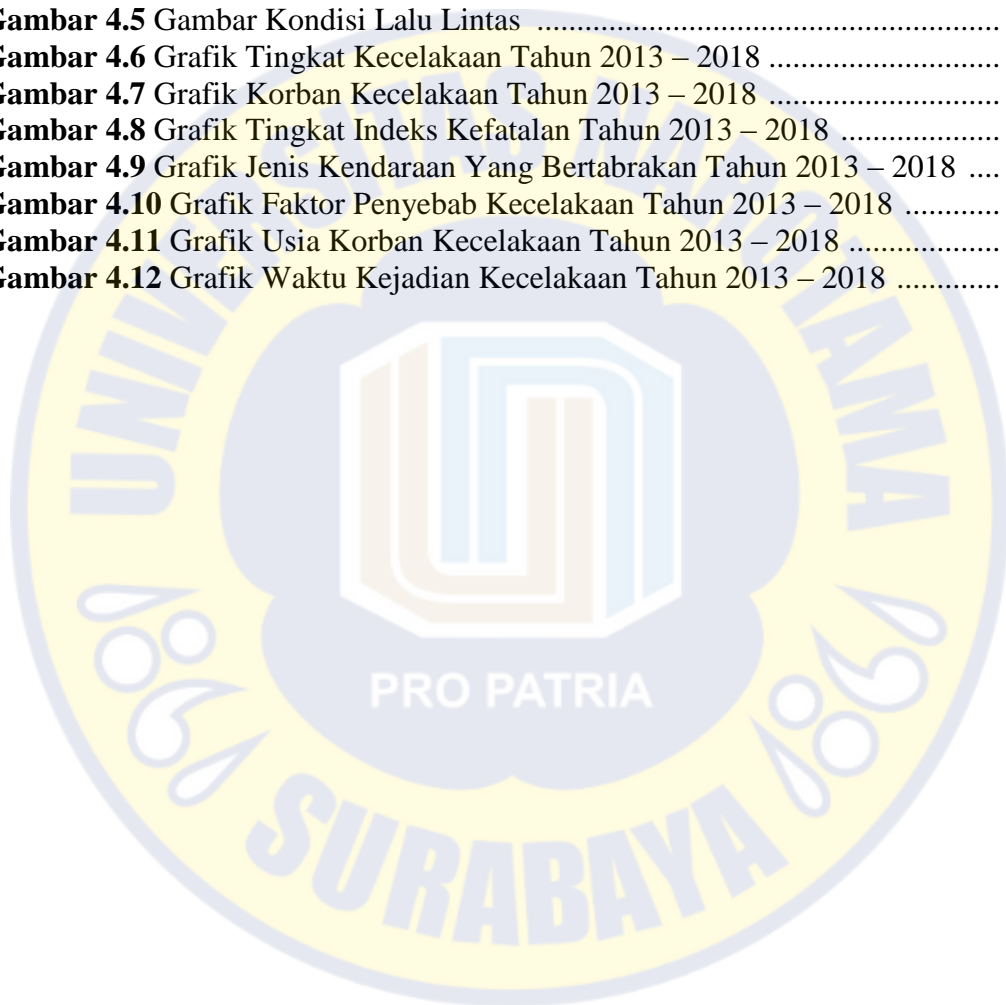 Gambar 4.5 Gambar Kondisi Lalu Lintas ................................................................
Gambar 4.6 Grafik Tingkat Kecelakaan Tahun 2013 – 2018 ................................
Gambar 4.7 Grafik Korban Kecelakaan Tahun 2013 – 2018 ................................
Gambar 4.8 Grafik Tingkat Indeks Kefatalan Tahun 2013 – 2018 ......................
Gambar 4.9 Grafik Jenis Kendaraan Yang Bertabrakan Tahun 2013 – 2018 ....
Gambar 4.10 Grafik Faktor Penyebab Kecelakaan Tahun 2013 – 2018 .............
Gambar 4.11 Grafik Usia Korban Kecelakaan Tahun 2013 – 2018 .....................
Gambar 4.12 Grafik Waktu Kejadian Kecelakaan Tahun 2013 – 2018 ..............
UNIVERSITAS NAROTAMA
PRO PATRIA
SURABAYA